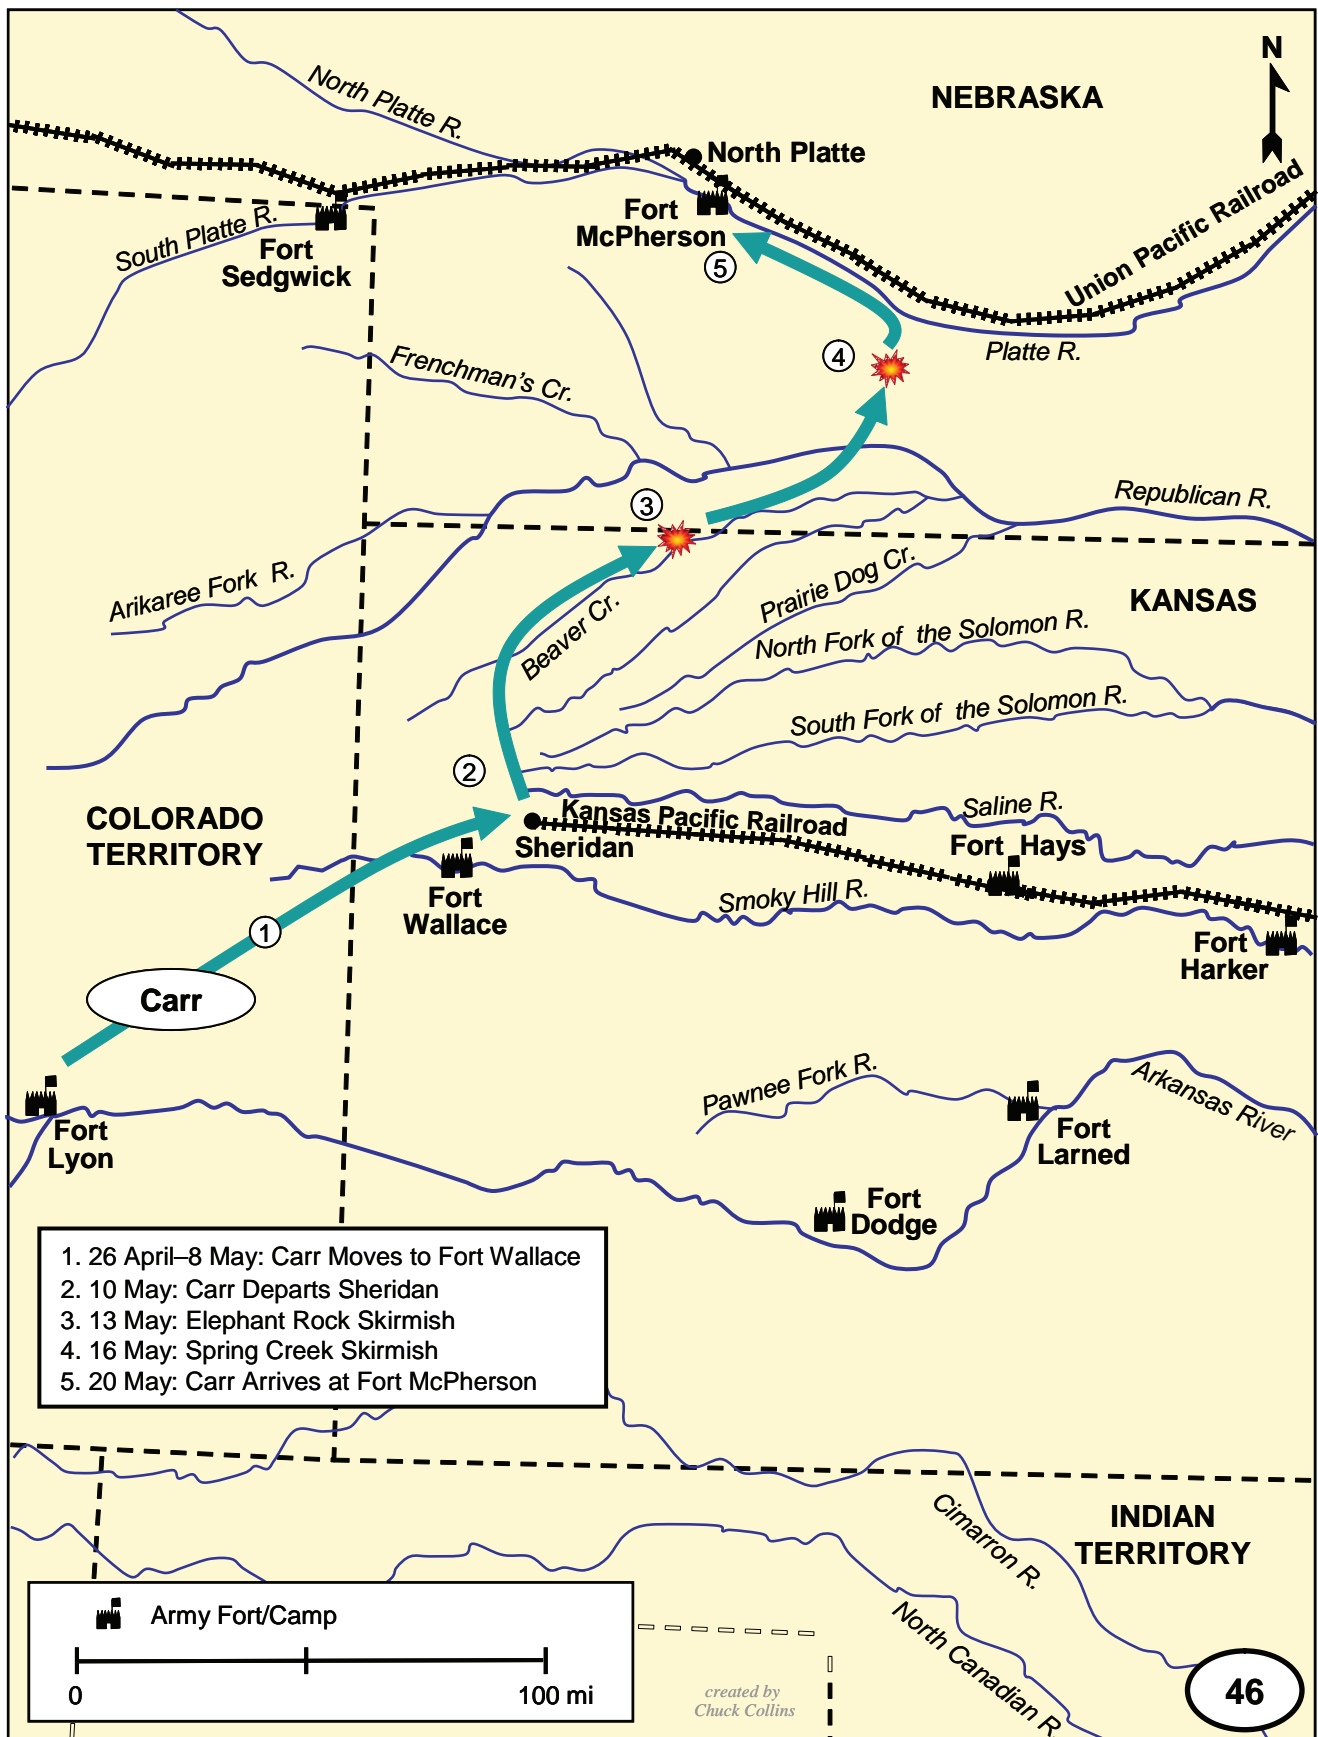 N
NEBRASKA
North Platte R.
North Platte
Union Pacific Railroad
Fort
McPherson
South Platte R.
Fort
Sedgwick
5
4
Platte R.
Frenchman's Cr.
3
Republican R.
Arikaree Fork R.
Prairie Dog Cr.
KANSAS
Beaver Cr.
North Fork of the Solomon R.
South Fork of the Solomon R.
2
COLORADO
TERRITORY
Kansas Pacific Railroad
Saline R.
Sheridan
Fort Hays
Fort
Wallace
Smoky Hill R.
1
Fort
Harker
Carr
Pawnee Fork R.
Arkansas River
Fort
Lyon
Fort
Larned
Fort
Dodge
1. 26 April–8 May: Carr Moves to Fort Wallace
2. 10 May: Carr Departs Sheridan
3. 13 May: Elephant Rock Skirmish
4. 16 May: Spring Creek Skirmish
5. 20 May: Carr Arrives at Fort McPherson
Cimarron R.
INDIAN
TERRITORY
North Canadian R.
Army Fort/Camp
0 100 mi
created by
Chuck Collins
46